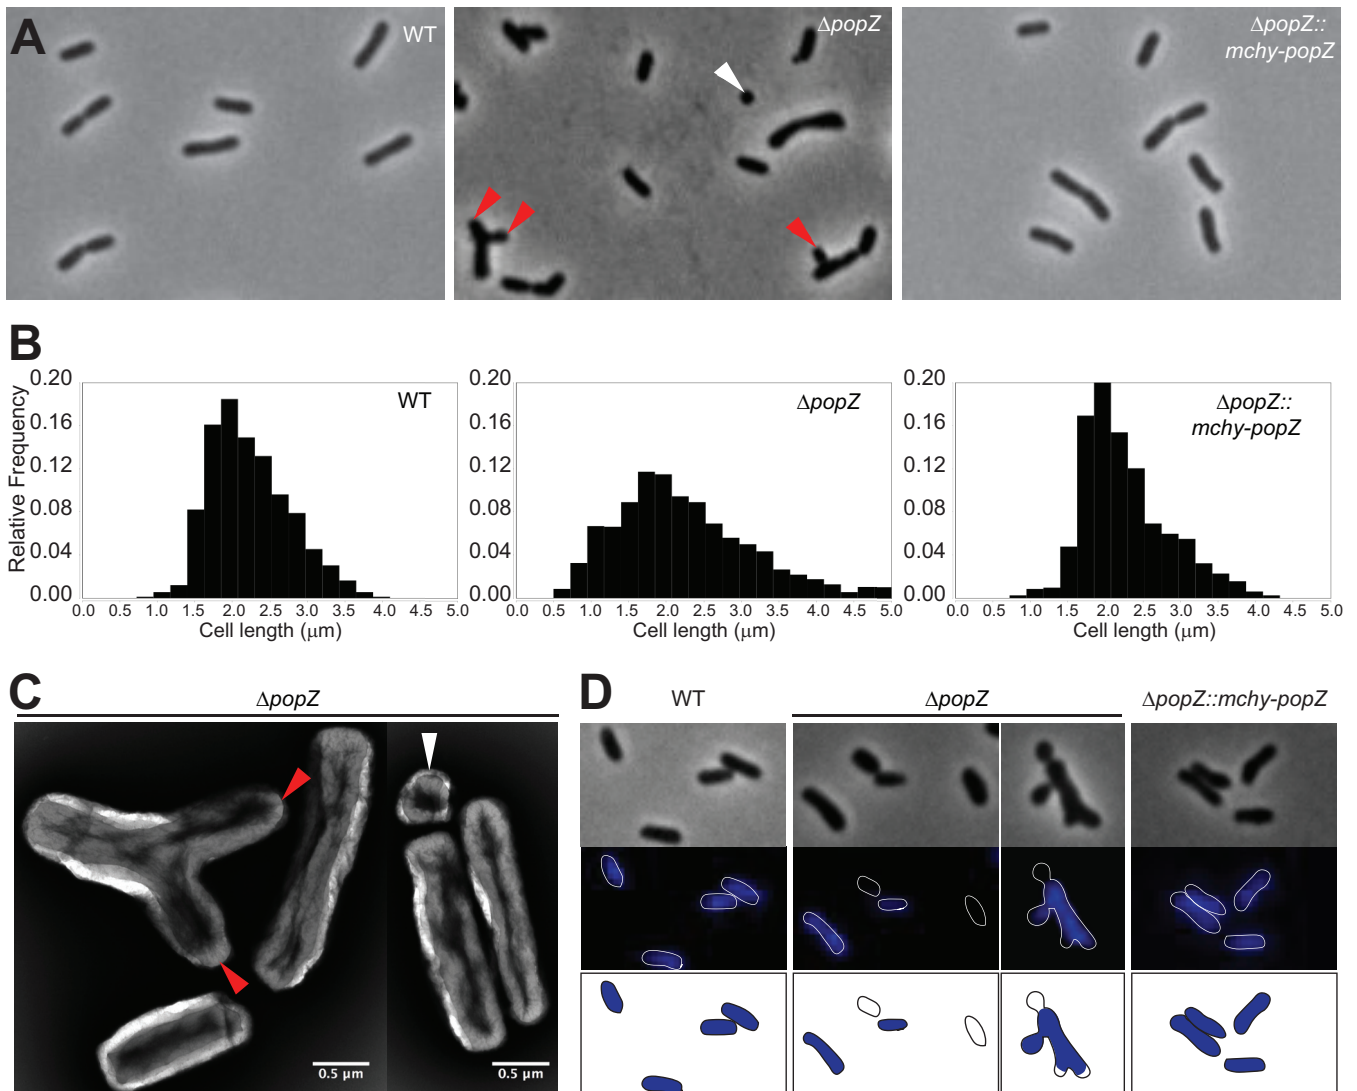 A
WT
ΔpopZ
ΔpopZ::
mchy-popZ
B
Relative Frequency
0.20
0.16
0.12
0.08
0.04
0.00
WT
0.0 0.5 1.0 1.5 2.0 2.5 3.0 3.5 4.0 4.5 5.0
Cell length (μm)
0.20
0.16
0.12
0.08
0.04
0.00
ΔpopZ
0.0 0.5 1.0 1.5 2.0 2.5 3.0 3.5 4.0 4.5 5.0
Cell length (μm)
0.20
0.16
0.12
0.08
0.04
0.00
ΔpopZ::
mchy-popZ
0.0 0.5 1.0 1.5 2.0 2.5 3.0 3.5 4.0 4.5 5.0
Cell length (μm)
C
ΔpopZ
0.5 μm
0.5 μm
D
WT
ΔpopZ
ΔpopZ::mchy-popZ